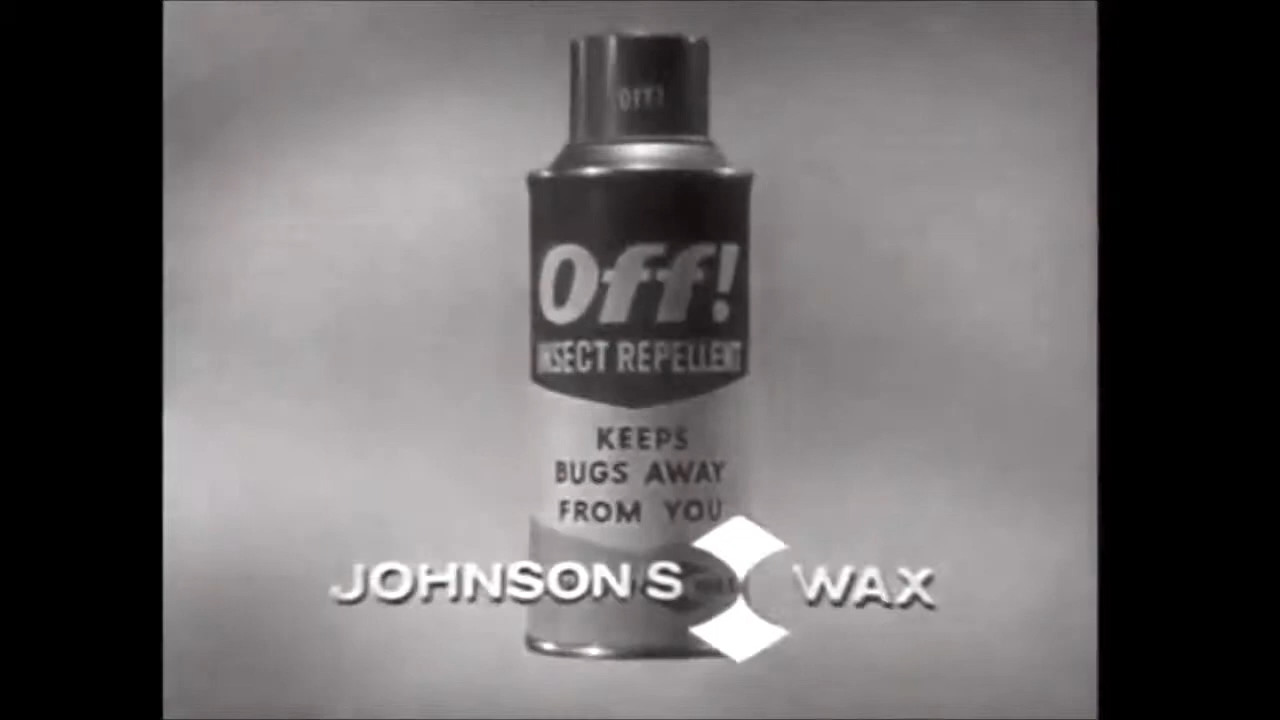 OFF!
Off!
INSECT REPELLENT
KEEPS
BUGS AWAY
FROM YOU
JOHNSON'S WAX